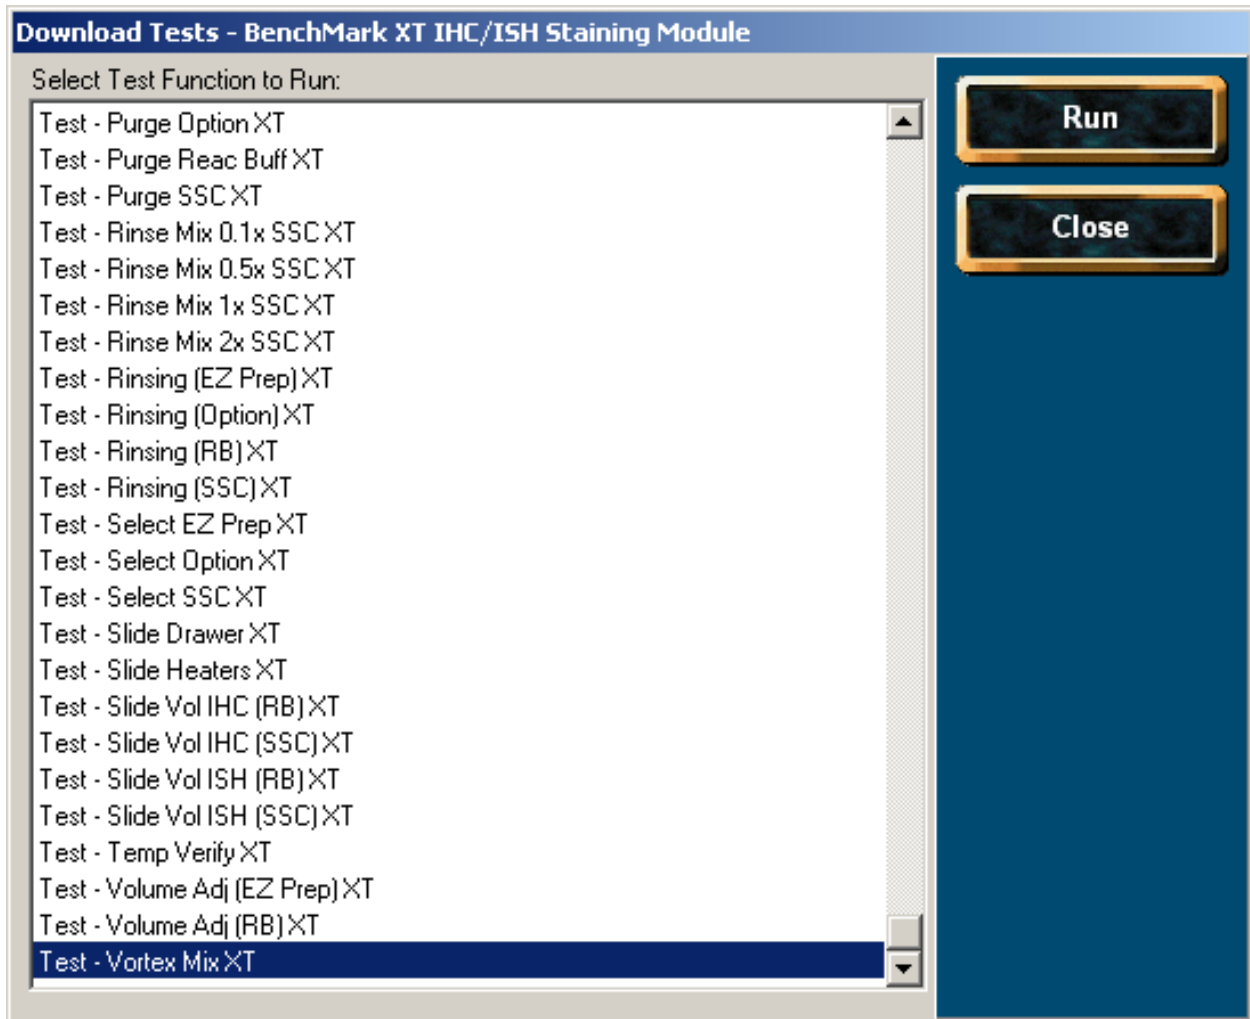 Download Tests - BenchMark XT IHC/ISH Staining Module
Select Test Function to Run:
Test - Purge Option XT
Test - Purge Reac Buff XT
Test - Purge SSC XT
Test - Rinse Mix 0.1x SSC XT
Test - Rinse Mix 0.5x SSC XT
Test - Rinse Mix 1x SSC XT
Test - Rinse Mix 2x SSC XT
Test - Rinsing (EZ Prep) XT
Test - Rinsing (Option) XT
Test - Rinsing (RB) XT
Test - Rinsing (SSC) XT
Test - Select EZ Prep XT
Test - Select Option XT
Test - Select SSC XT
Test - Slide Drawer XT
Test - Slide Heaters XT
Test - Slide Vol IHC (RB) XT
Test - Slide Vol IHC (SSC) XT
Test - Slide Vol ISH (RB) XT
Test - Slide Vol ISH (SSC) XT
Test - Temp Verify XT
Test - Volume Adj (EZ Prep) XT
Test - Volume Adj (RB) XT
Test - Vortex Mix XT
Run
Close